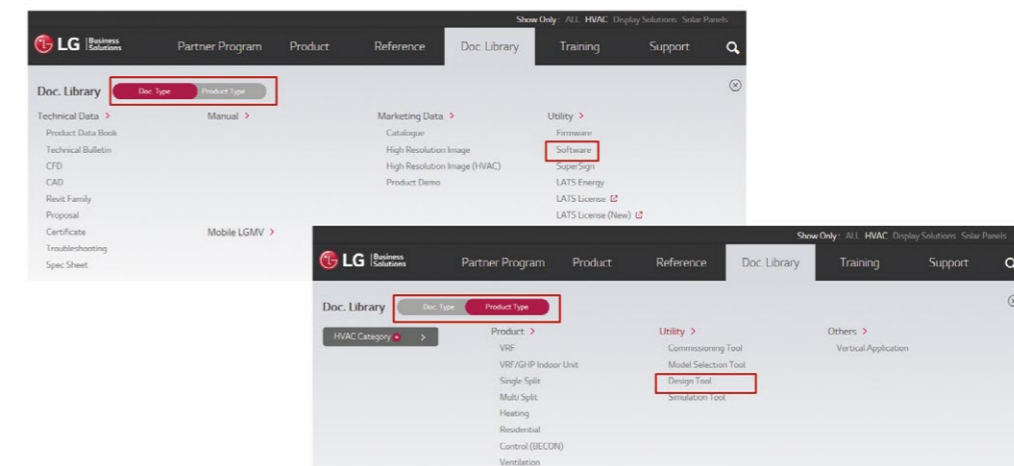 Show Only: ALL HVAC Display Solutions Solar Panels
LG Business Solutions Partner Program Product Reference Doc. Library Training Support
Doc. Library Doc. Type Product Type
Technical Data > Manual > Marketing Data > Utility >
Product Data Book Catalogue Firmware
Technical Bulletin High Resolution Image Software
CFD High Resolution Image (HVAC) SuperSign
CAD Product Demo LATS Energy
Revit Family LATS License
Proposal LATS License (New)
Certificate Mobile LGMV >
Troubleshooting
Spec Sheet
Show Only: ALL HVAC Display Solutions Solar Panels
LG Business Solutions Partner Program Product Reference Doc. Library Training Support
Doc. Library Doc. Type Product Type
HVAC Category > Product > Utility > Others >
VRF Commissioning Tool Vertical Application
VRF/GHP Indoor Unit Model Selection Tool
Single Split Design Tool
Multi Split Simulation Tool
Heating
Residential
Control (BECON)
Ventilation